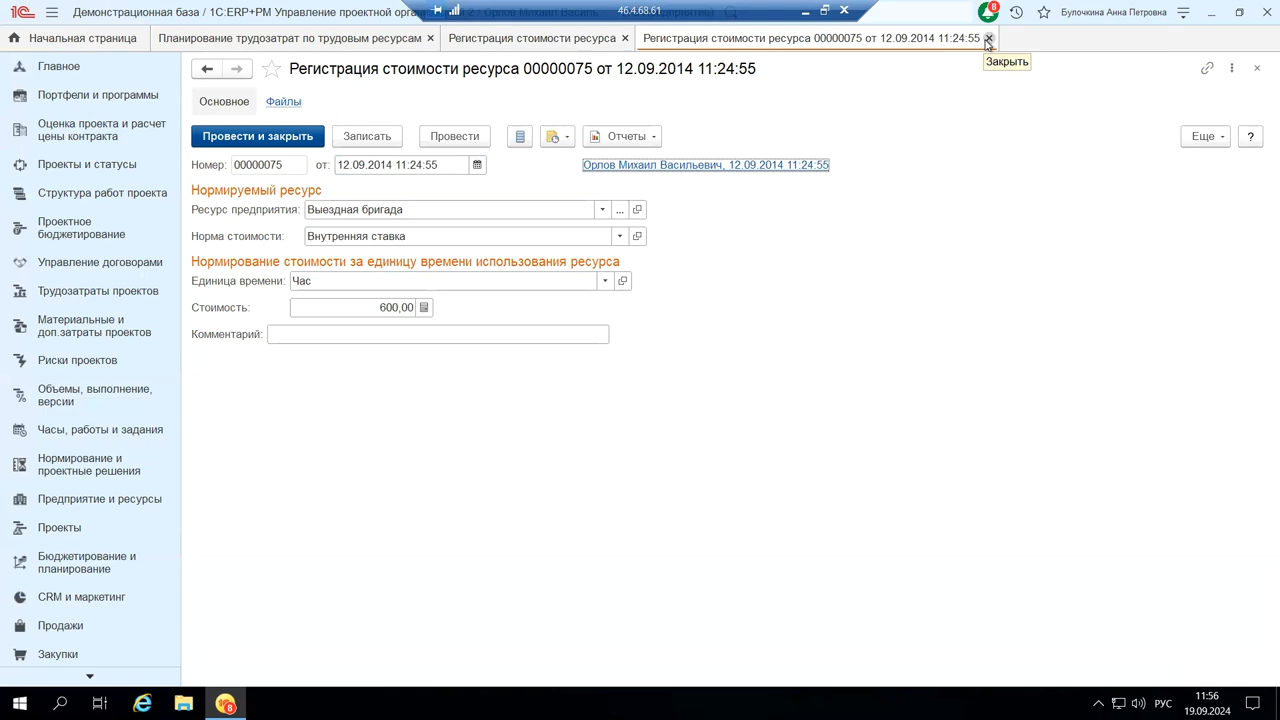 Демонстрационная база / 1С:ERP+PM Управление проектной орган
46.4.68.61
8
Булочкина Анна Петровна
Начальная страница
Планирование трудозатрат по трудовым ресурсам
Регистрация стоимости ресурса
Регистрация стоимости ресурса 00000075 от 12.09.2014 11:24:55
Закрыть
Регистрация стоимости ресурса 00000075 от 12.09.2014 11:24:55
Основное
Файлы
Провести и закрыть
Записать
Провести
Отчеты
Еще
?
Номер: 00000075 от: 12.09.2014 11:24:55
Орлов Михаил Васильевич, 12.09.2014 11:24:55
Нормируемый ресурс
Ресурс предприятия: Выездная бригада
...
Норма стоимости: Внутренняя ставка
Нормирование стоимости за единицу времени использования ресурса
Единица времени: Час
Стоимость: 600,00
Комментарий:
Главное
Портфели и программы
Оценка проекта и расчет
цены контракта
Проекты и статусы
Структура работ проекта
Проектное
бюджетирование
Управление договорами
Трудозатраты проектов
Материальные и
доп.затраты проектов
Риски проектов
Объемы, выполнение,
версии
Часы, работы и задания
Нормирование и
проектные решения
Предприятие и ресурсы
Проекты
Бюджетирование и
планирование
CRM и маркетинг
Продажи
Закупки
8
РУС
11:56
19.09.2024